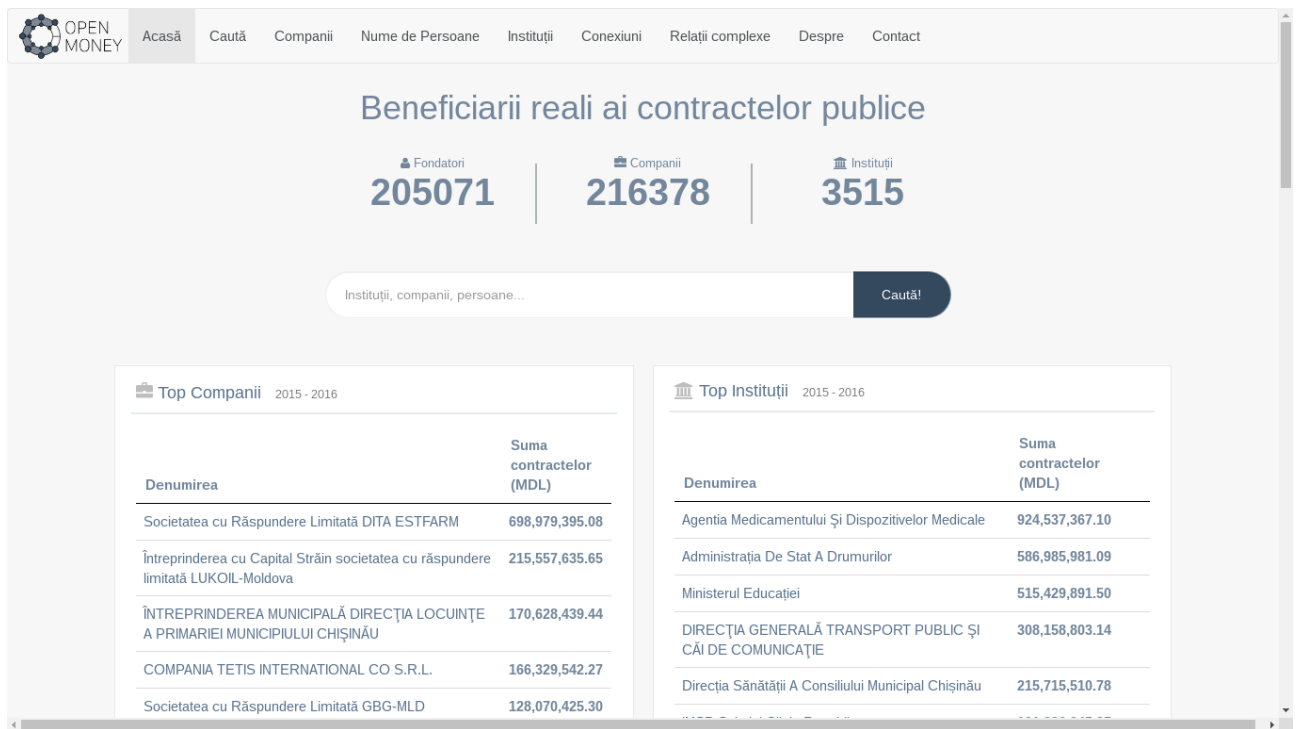 OPEN
MONEY
Acasă
Caută
Companii
Nume de Persoane
Instituții
Conexiuni
Relații complexe
Despre
Contact
Beneficiarii reali ai contractelor publice
Fondatori
205071
Companii
216378
Instituții
3515
Instituții, companii, persoane...
Caută!
Top Companii 2015 - 2016
Denumirea
Suma
contractelor
(MDL)
Societatea cu Răspundere Limitată DITA ESTFARM 698,979,395.08
Întreprinderea cu Capital Străin societatea cu răspundere 215,557,635.65
limitată LUKOIL-Moldova
ÎNTREPRINDEREA MUNICIPALĂ DIRECŢIA LOCUINŢE 170,628,439.44
A PRIMARIEI MUNICIPIULUI CHIŞINĂU
COMPANIA TETIS INTERNATIONAL CO S.R.L. 166,329,542.27
Societatea cu Răspundere Limitată GBG-MLD 128,070,425.30
Top Instituții 2015 - 2016
Denumirea
Suma
contractelor
(MDL)
Agentia Medicamentului Şi Dispozitivelor Medicale 924,537,367.10
Administrația De Stat A Drumurilor 586,985,981.09
Ministerul Educației 515,429,891.50
DIRECŢIA GENERALĂ TRANSPORT PUBLIC ŞI 308,158,803.14
CĂI DE COMUNICAŢIE
Direcția Sănătății A Consiliului Municipal Chișinău 215,715,510.78